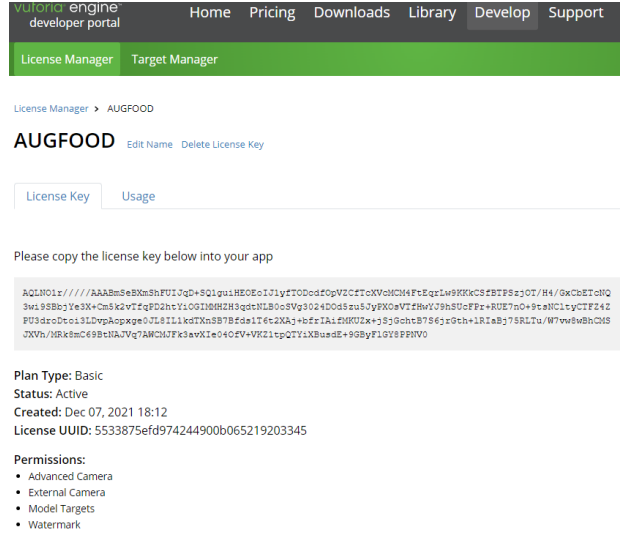 vuforia engine™
developer portal
Home Pricing Downloads Library Develop Support
License Manager Target Manager
License Manager > AUGFOOD
AUGFOOD Edit Name Delete License Key
License Key Usage
Please copy the license key below into your app
Plan Type: Basic
Status: Active
Created: Dec 07, 2021 18:12
License UUID: 5533875efd974244900b065219203345
Permissions:
• Advanced Camera
• External Camera
• Model Targets
• Watermark